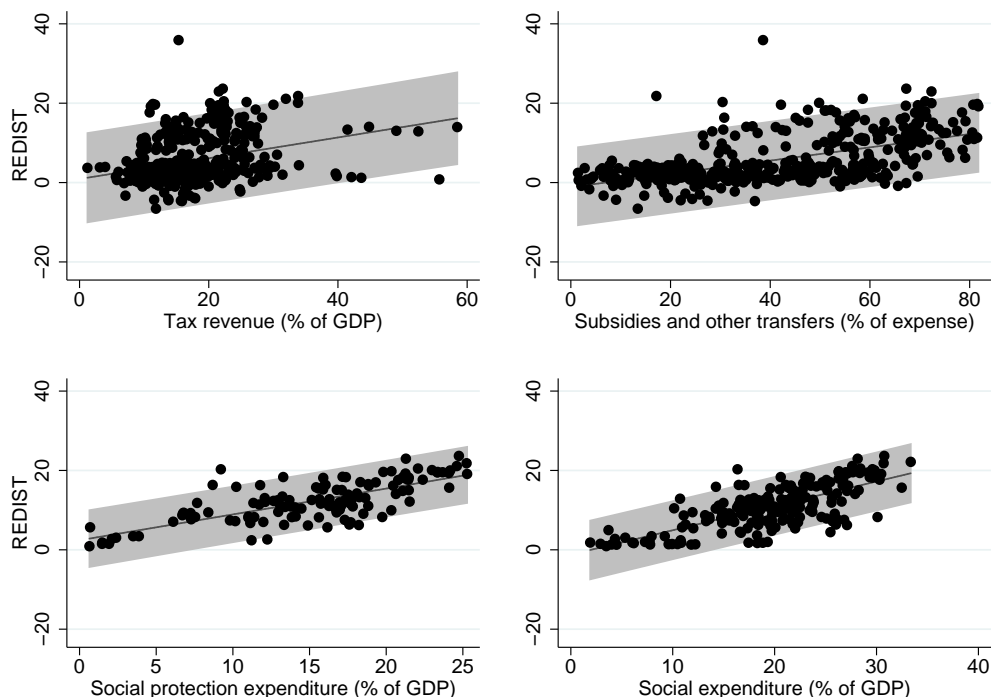 40
20
0
−20
REDIST
0 20 40 60
Tax revenue (% of GDP)
40
20
0
−20
0 20 40 60 80
Subsidies and other transfers (% of expense)
40
20
0
−20
REDIST
0 5 10 15 20 25
Social protection expenditure (% of GDP)
40
20
0
−20
0 10 20 30 40
Social expenditure (% of GDP)